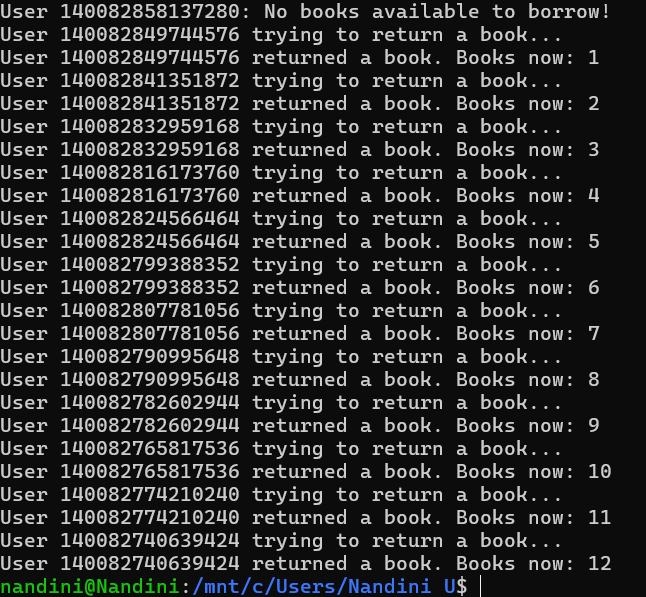 User 140082858137280: No books available to borrow!
User 140082849744576 trying to return a book...
User 140082849744576 returned a book. Books now: 1
User 140082841351872 trying to return a book...
User 140082841351872 returned a book. Books now: 2
User 140082832959168 trying to return a book...
User 140082832959168 returned a book. Books now: 3
User 140082816173760 trying to return a book...
User 140082816173760 returned a book. Books now: 4
User 140082824566464 trying to return a book...
User 140082824566464 returned a book. Books now: 5
User 140082799388352 trying to return a book...
User 140082799388352 returned a book. Books now: 6
User 140082807781056 trying to return a book...
User 140082807781056 returned a book. Books now: 7
User 140082790995648 trying to return a book...
User 140082790995648 returned a book. Books now: 8
User 140082782602944 trying to return a book...
User 140082782602944 returned a book. Books now: 9
User 140082765817536 trying to return a book...
User 140082765817536 returned a book. Books now: 10
User 140082774210240 trying to return a book...
User 140082774210240 returned a book. Books now: 11
User 140082740639424 trying to return a book...
User 140082740639424 returned a book. Books now: 12
nandini@Nandini:/mnt/c/Users/Nandini U$